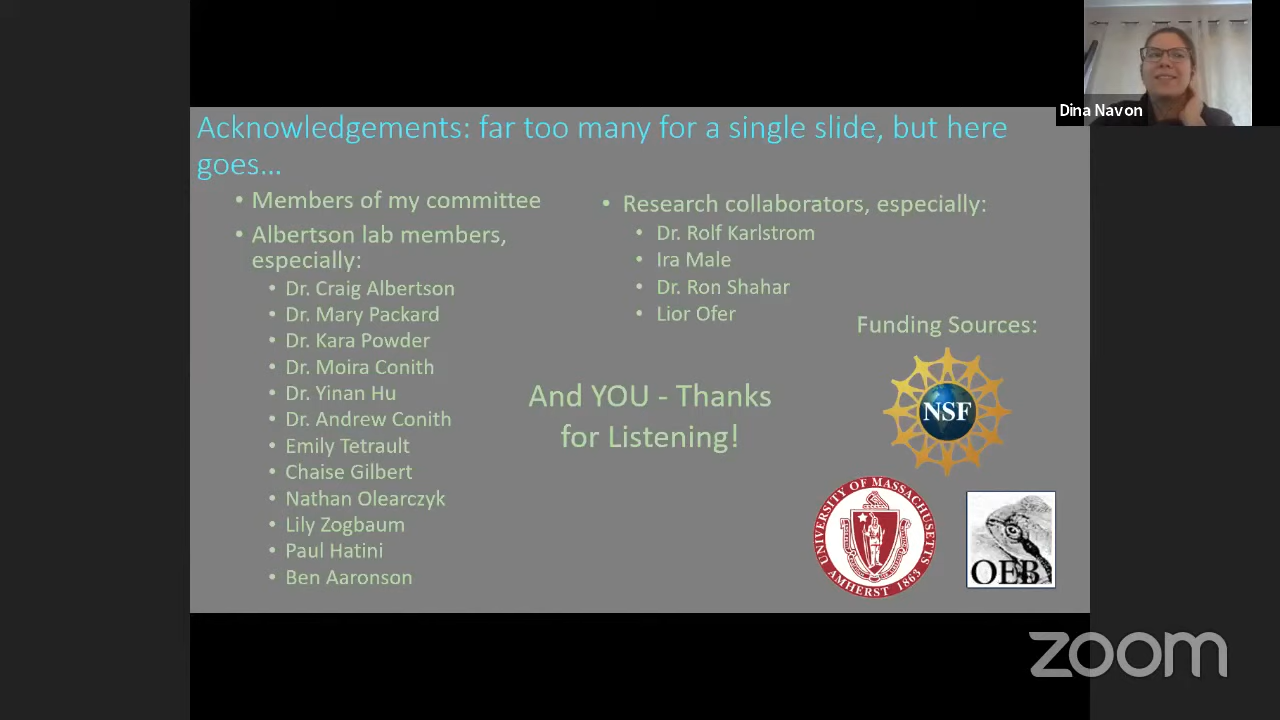 Dina Navon
Acknowledgements: far too many for a single slide, but here
goes...
• Members of my committee
• Albertson lab members,
especially:
• Dr. Craig Albertson
• Dr. Mary Packard
• Dr. Kara Powder
• Dr. Moira Conith
• Dr. Yinan Hu
• Dr. Andrew Conith
• Emily Tetrault
• Chaise Gilbert
• Nathan Olearczyk
• Lily Zogbaum
• Paul Hatini
• Ben Aaronson
• Research collaborators, especially:
• Dr. Rolf Karlstrom
• Ira Male
• Dr. Ron Shahar
• Lior Ofer
And YOU - Thanks
for Listening!
Funding Sources:
NSF
UNIVERSITY OF MASSACHUSETTS
AMHERST 1863
OEB
zoom